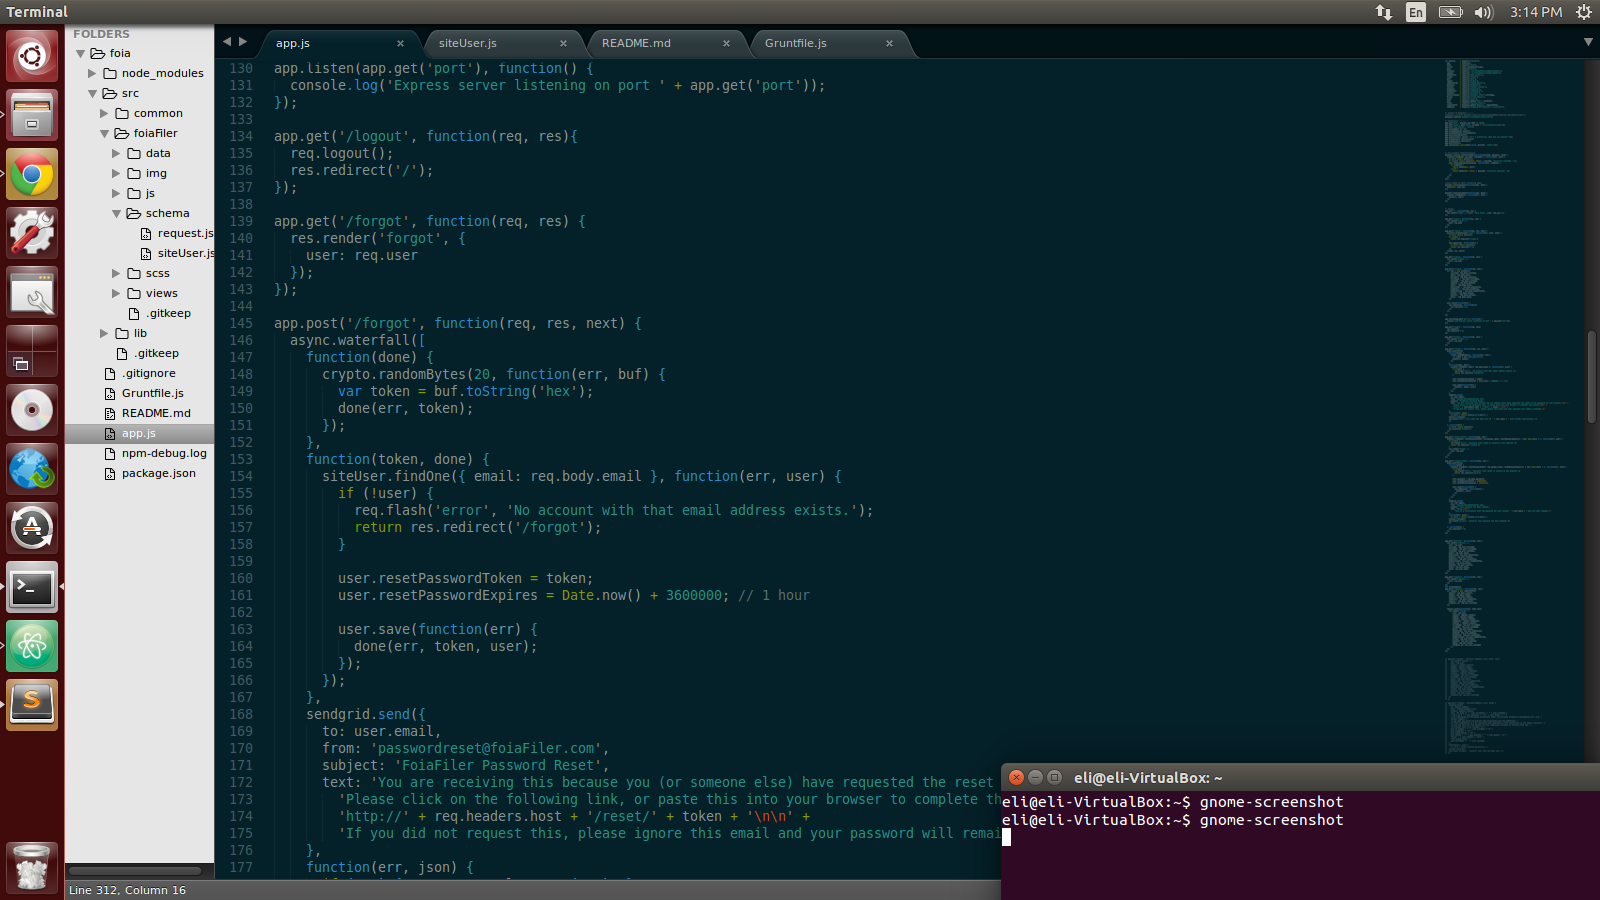 Terminal
En
3:14 PM
FOLDERS
foia
node_modules
src
common
foiaFiler
data
img
js
schema
request.js
siteUser.js
scss
views
.gitkeep
lib
.gitkeep
.gitignore
Gruntfile.js
README.md
app.js
npm-debug.log
package.json
app.js
siteUser.js
README.md
Gruntfile.js
130 app.listen(app.get('port'), function() {
131   console.log('Express server listening on port ' + app.get('port'));
132 });
133
134 app.get('/logout', function(req, res){
135   req.logout();
136   res.redirect('/');
137 });
138
139 app.get('/forgot', function(req, res) {
140   res.render('forgot', {
141     user: req.user
142   });
143 });
144
145 app.post('/forgot', function(req, res, next) {
146   async.waterfall([
147     function(done) {
148       crypto.randomBytes(20, function(err, buf) {
149         var token = buf.toString('hex');
150         done(err, token);
151       });
152     },
153     function(token, done) {
154       siteUser.findOne({ email: req.body.email }, function(err, user) {
155         if (!user) {
156           req.flash('error', 'No account with that email address exists.');
157           return res.redirect('/forgot');
158         }
159
160         user.resetPasswordToken = token;
161         user.resetPasswordExpires = Date.now() + 3600000; // 1 hour
162
163         user.save(function(err) {
164           done(err, token, user);
165         });
166       });
167     },
168     sendgrid.send({
169       to: user.email,
170       from: 'passwordreset@foiaFiler.com',
171       subject: 'FoiaFiler Password Reset',
172       text: 'You are receiving this because you (or someone else) have requested the reset
173         'Please click on the following link, or paste this into your browser to complete th
174         'http://' + req.headers.host + '/reset/' + token + '\n\n' +
175         'If you did not request this, please ignore this email and your password will remai
176     },
177     function(err, json) {
Line 312, Column 16
eli@eli-VirtualBox: ~
eli@eli-VirtualBox:~$ gnome-screenshot
eli@eli-VirtualBox:~$ gnome-screenshot